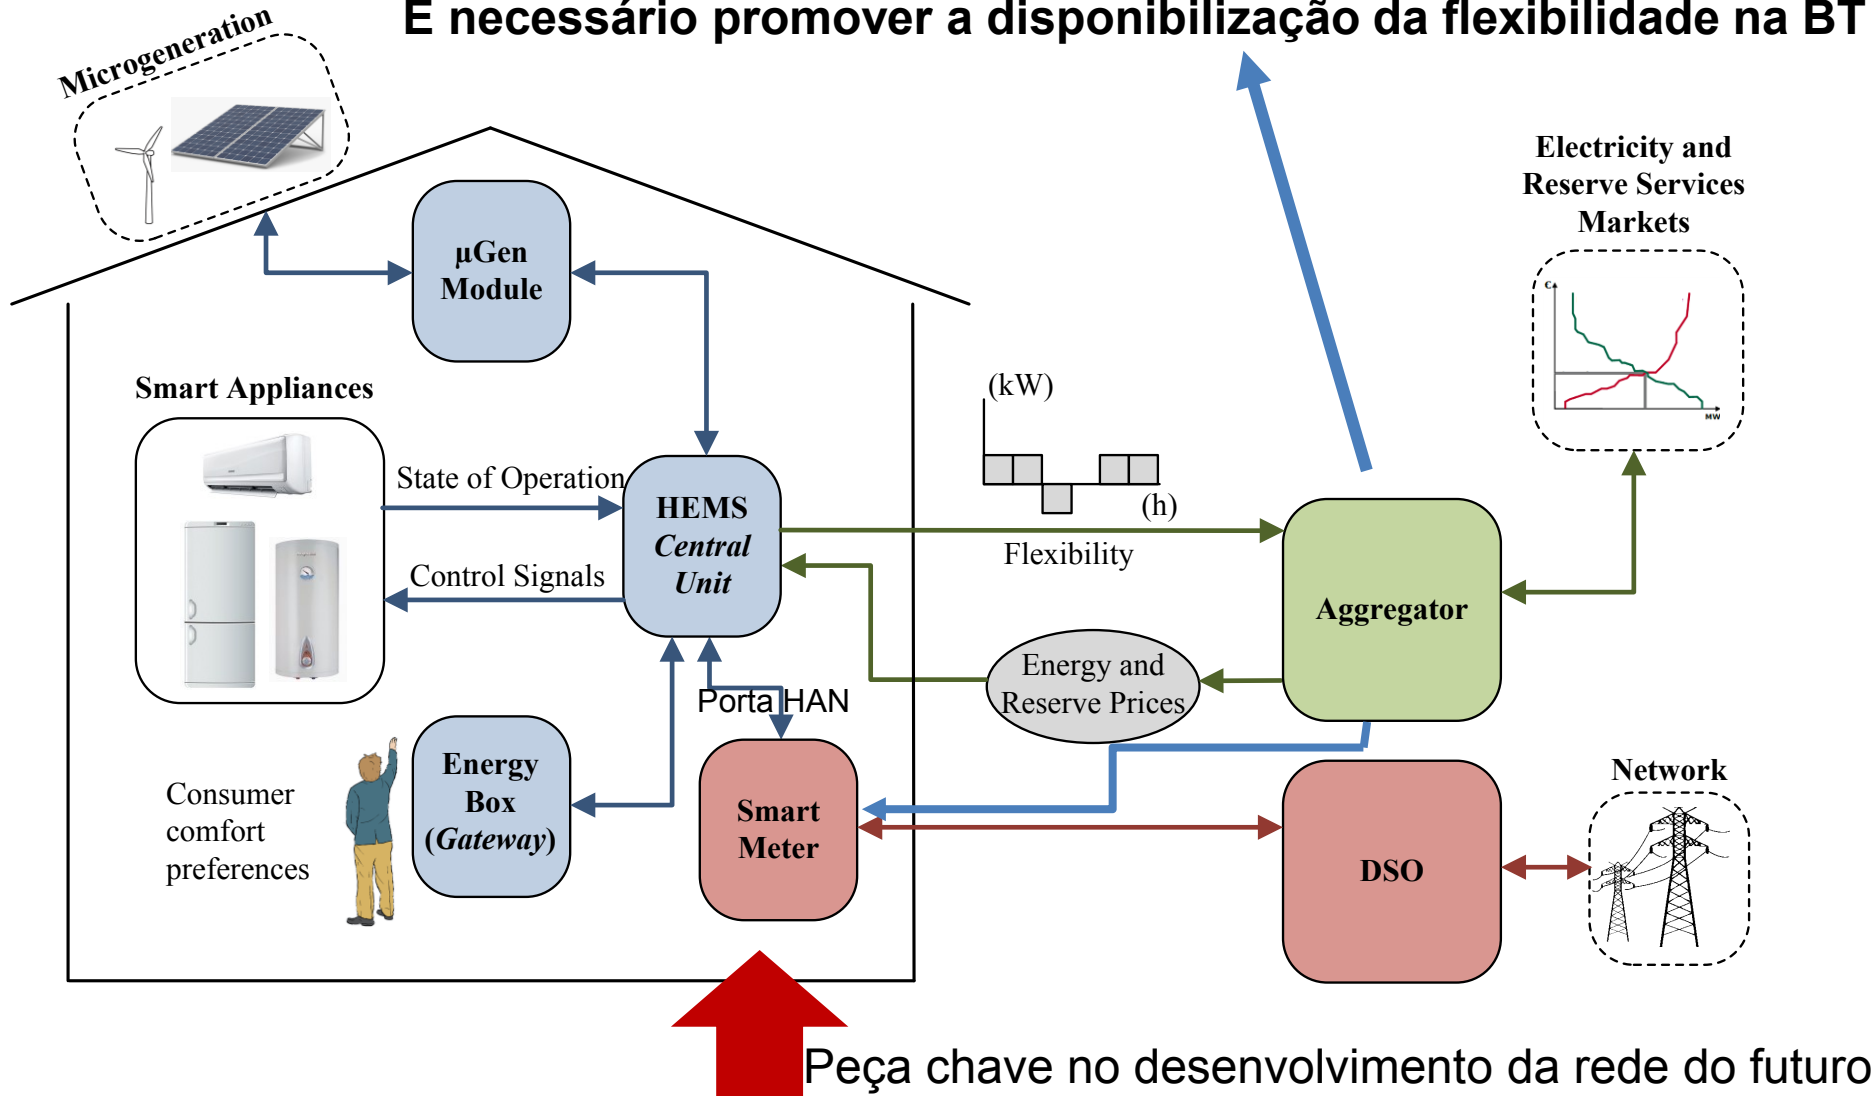 É necessário promover a disponibilização da flexibilidade na BT
Microgeneration
Electricity and
Reserve Services
Markets
€
MW
µGen
Module
Smart Appliances
(kW)
(h)
State of Operation
HEMS
Central
Unit
Flexibility
Control Signals
Aggregator
Energy and
Reserve Prices
Porta HAN
Energy
Box
(Gateway)
Smart
Meter
Consumer
comfort
preferences
DSO
Network
Peça chave no desenvolvimento da rede do futuro